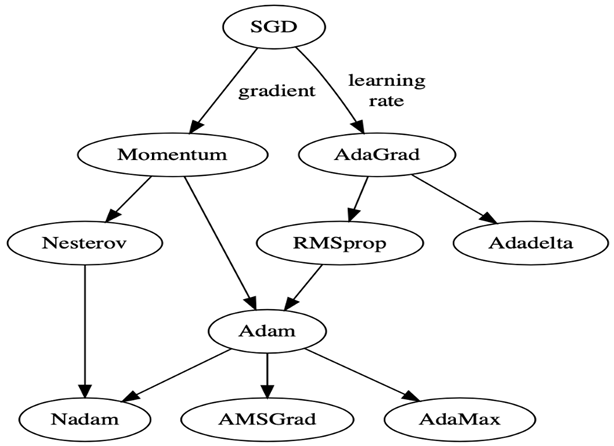 SGD
gradient
learning
rate
Momentum
AdaGrad
Nesterov
RMSprop
Adadelta
Adam
Nadam
AMSGrad
AdaMax